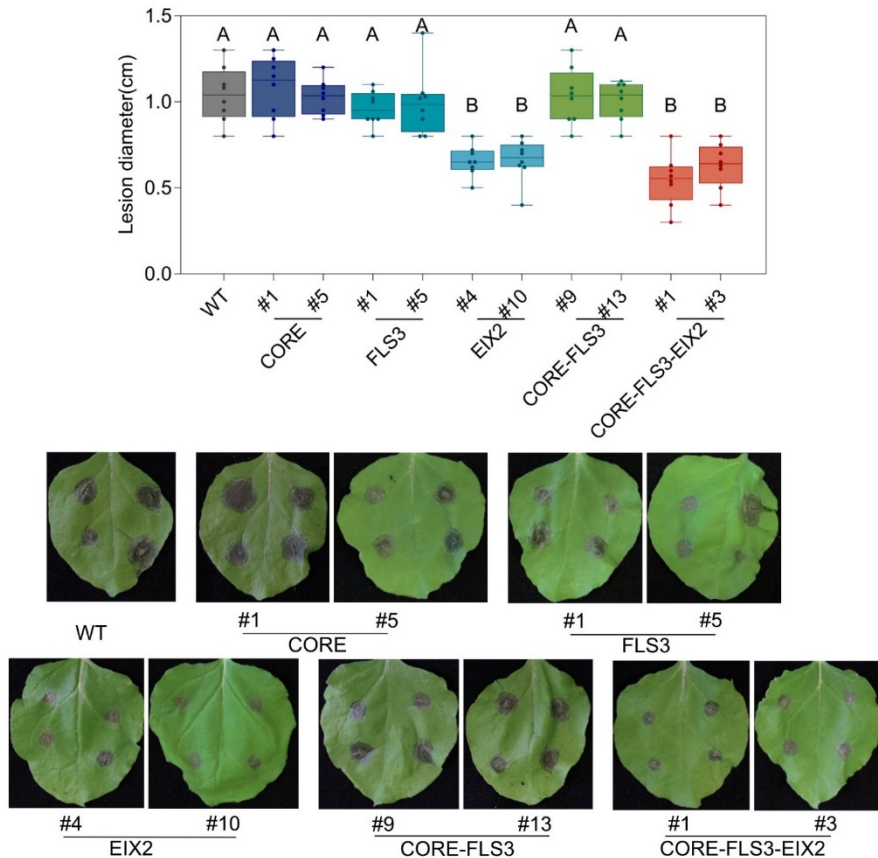 Lesion diameter(cm)
1.5
1.0
0.5
0.0
A A A A A B B A A B B
WT #1 #5 #1 #5 #4 #10 #9 #13 #1 #3
CORE FLS3 EIX2 CORE-FLS3 CORE-FLS3-EIX2
WT #1 #5 #1 #5
CORE FLS3
#4 #10 #9 #13 #1 #3
EIX2 CORE-FLS3 CORE-FLS3-EIX2